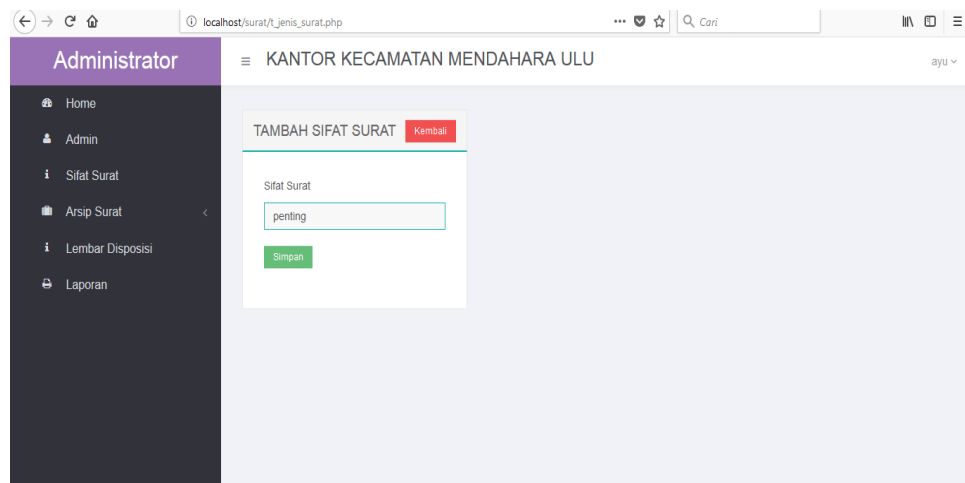 localhost/surat/t_jenis_surat.php
Cari
Administrator
KANTOR KECAMATAN MENDAHARA ULU
ayu
Home
Admin
Sifat Surat
Arsip Surat
Lembar Disposisi
Laporan
TAMBAH SIFAT SURAT
Kembali
Sifat Surat
penting
Simpan